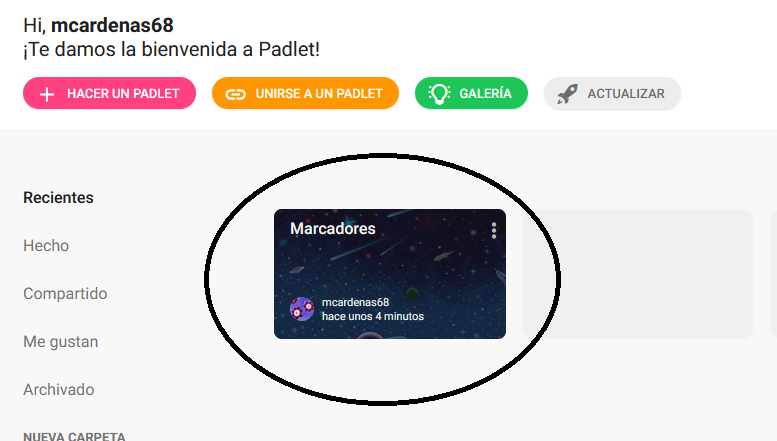 Hi, mcardenas68
¡Te damos la bienvenida a Padlet!
HACER UN PADLET
UNIRSE A UN PADLET
GALERÍA
ACTUALIZAR
Recientes
Hecho
Compartido
Me gustan
Archivado
NUEVA CARPETA
Marcadores
mcardenas68
hace unos 4 minutos